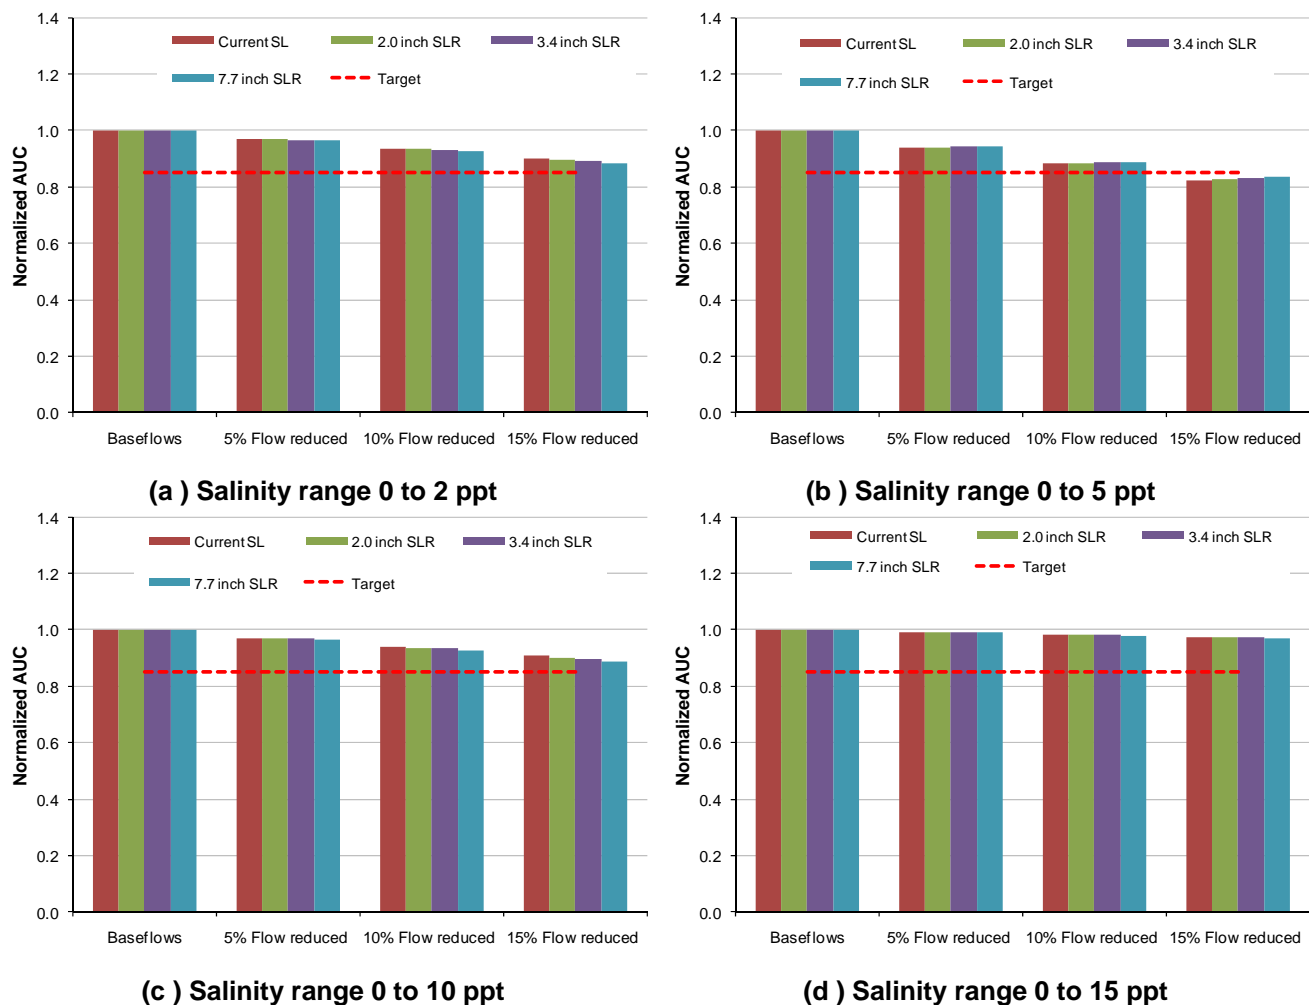 1.4
1.2
1.0
0.8
0.6
0.4
0.2
0.0
Normalized AUC
Current SL
2.0 inch SLR
3.4 inch SLR
7.7 inch SLR
Target
Baseflows
5% Flow reduced
10% Flow reduced
15% Flow reduced
(a ) Salinity range 0 to 2 ppt
1.4
1.2
1.0
0.8
0.6
0.4
0.2
0.0
Normalized AUC
Current SL
2.0 inch SLR
3.4 inch SLR
7.7 inch SLR
Target
Baseflows
5% Flow reduced
10% Flow reduced
15% Flow reduced
(b ) Salinity range 0 to 5 ppt
1.4
1.2
1.0
0.8
0.6
0.4
0.2
0.0
Normalized AUC
Current SL
2.0 inch SLR
3.4 inch SLR
7.7 inch SLR
Target
Baseflows
5% Flow reduced
10% Flow reduced
15% Flow reduced
(c ) Salinity range 0 to 10 ppt
1.4
1.2
1.0
0.8
0.6
0.4
0.2
0.0
Normalized AUC
Current SL
2.0 inch SLR
3.4 inch SLR
7.7 inch SLR
Target
Baseflows
5% Flow reduced
10% Flow reduced
15% Flow reduced
(d ) Salinity range 0 to 15 ppt